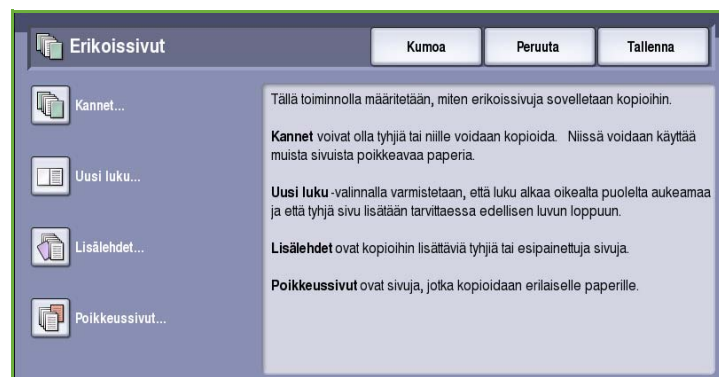 Erikoissivut
Kumoa
Peruuta
Tallenna
Kannet...
Uusi luku...
Lisälehdet...
Poikkeussivut...
Tällä toiminnolla määritetään, miten erikoissivuja sovelletaan kopioihin.
Kannet voivat olla tyhjiä tai niille voidaan kopioida. Niissä voidaan käyttää
muista sivuista poikkeavaa paperia.
Uusi luku -valinnalla varmistetaan, että luku alkaa oikealta puolelta aukeamaa
ja että tyhjä sivu lisätään tarvittaessa edellisen luvun loppuun.
Lisälehdet ovat kopioihin lisättäviä tyhjiä tai esipainettuja sivuja.
Poikkeussivut ovat sivuja, jotka kopioidaan erilaiselle paperille.